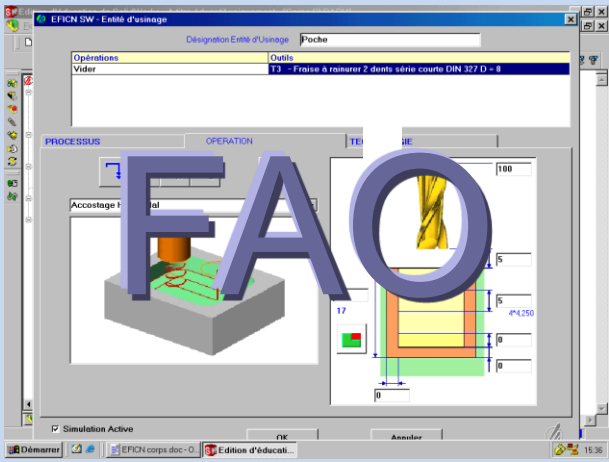 EFICN SW - Entité d'usinage
Désignation Entité d'Usinage Poche
Opérations Outils
Vider T3 - Fraise à rainurer 2 dents série courte DIN 327 D = 8
PROCESSUS OPERATION
100
Accostage
FAO
5
5
17
4*4,250
0
0
0
Simulation Active
OK Annuler
Démarrer EFICN corps.doc - O... Edition d'éducati... 15:36